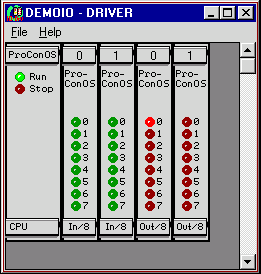 DEMOIO - DRIVER
File Help
ProConOS 0 1 0 1
Run
Stop
Pro- Pro- Pro- Pro-
ConOS ConOS ConOS ConOS
0 0 0 0
1 1 1 1
2 2 2 2
3 3 3 3
4 4 4 4
5 5 5 5
6 6 6 6
7 7 7 7
CPU In/8 In/8 Out/8 Out/8